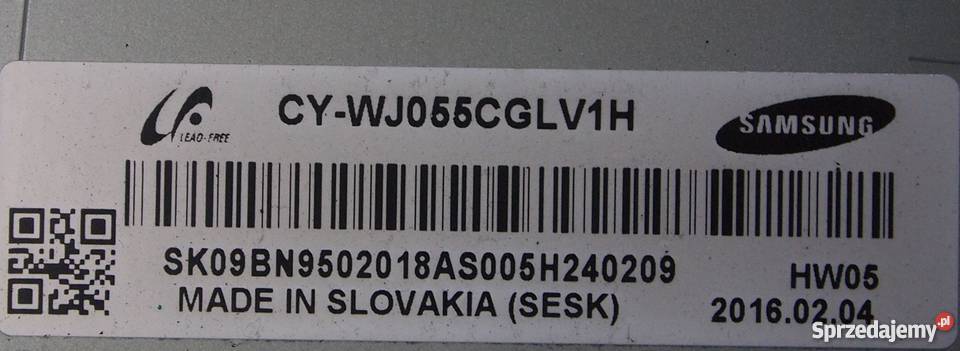 CY-WJ055CGLV1H
LEAD-FREE
SAMSUNG
SK09BN9502018AS005H240209
HW05
MADE IN SLOVAKIA (SESK)
2016.02.04
Sprzedajemy.pl